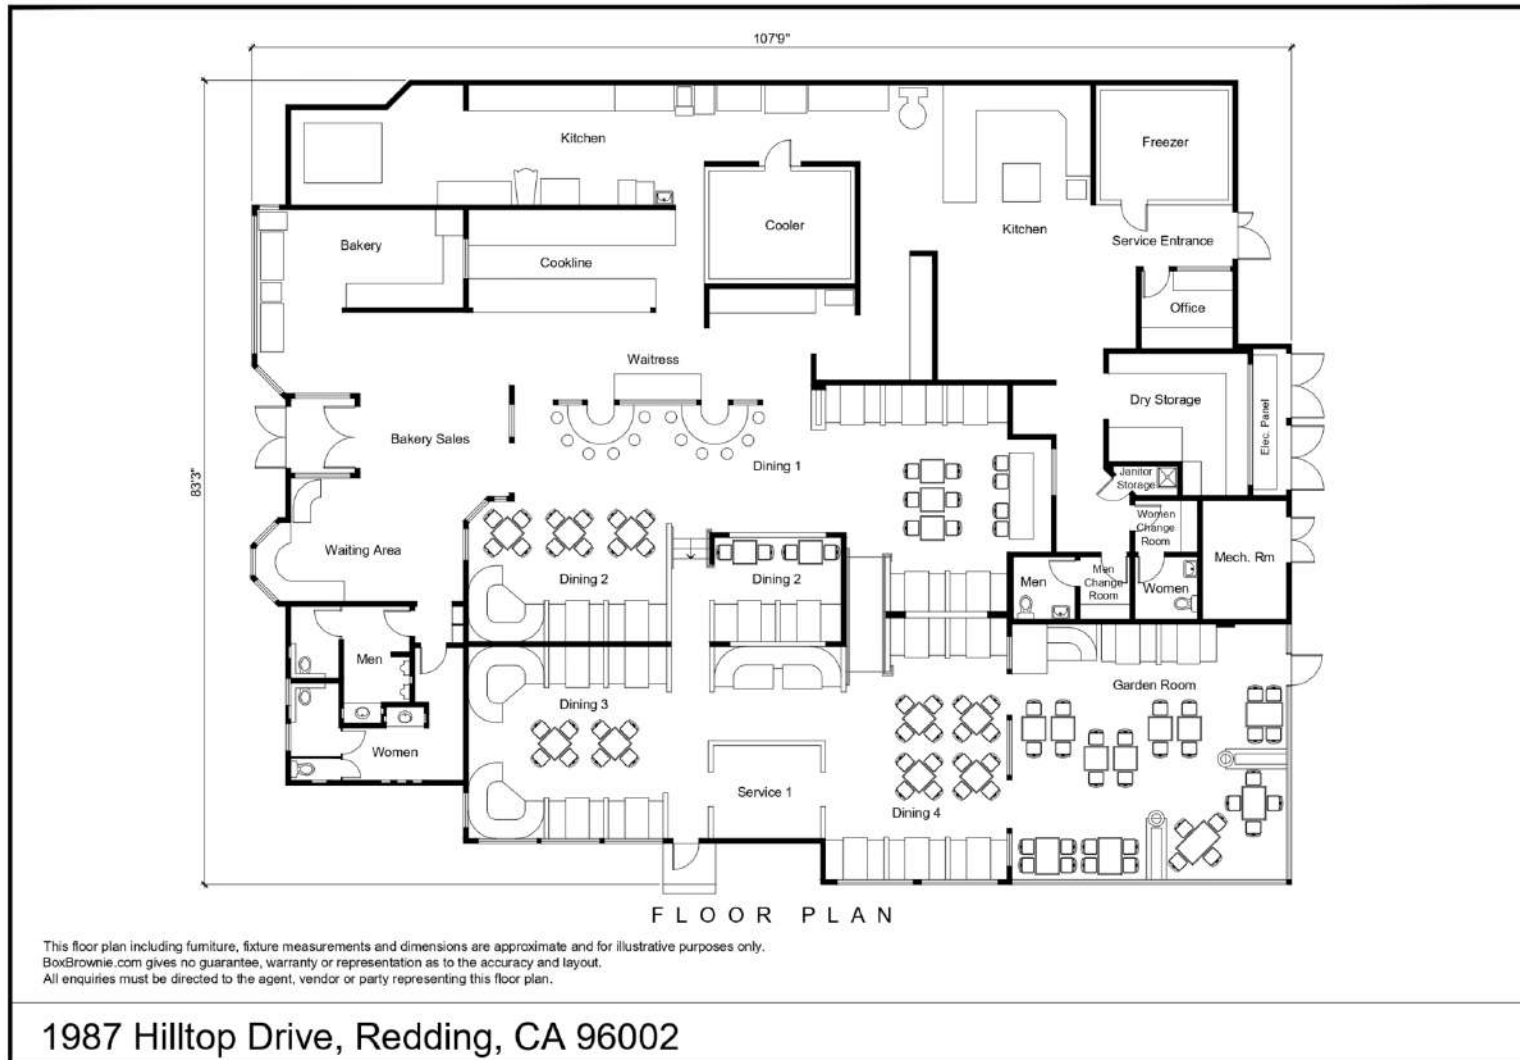 107'9"
83'3"
Kitchen
Freezer
Cooler
Kitchen
Service Entrance
Bakery
Cookline
Office
Waitress
Dry Storage
Elec. Panel
Bakery Sales
Dining 1
Janitor
Storage
Women
Change
Room
Waiting Area
Mech. Rm
Dining 2
Dining 2
Men
Men
Change
Room
Women
Men
Garden Room
Dining 3
Women
Service 1
Dining 4
FLOOR PLAN
This floor plan including furniture, fixture measurements and dimensions are approximate and for illustrative purposes only.
BoxBrownie.com gives no guarantee, warranty or representation as to the accuracy and layout.
All enquiries must be directed to the agent, vendor or party representing this floor plan.
1987 Hilltop Drive, Redding, CA 96002